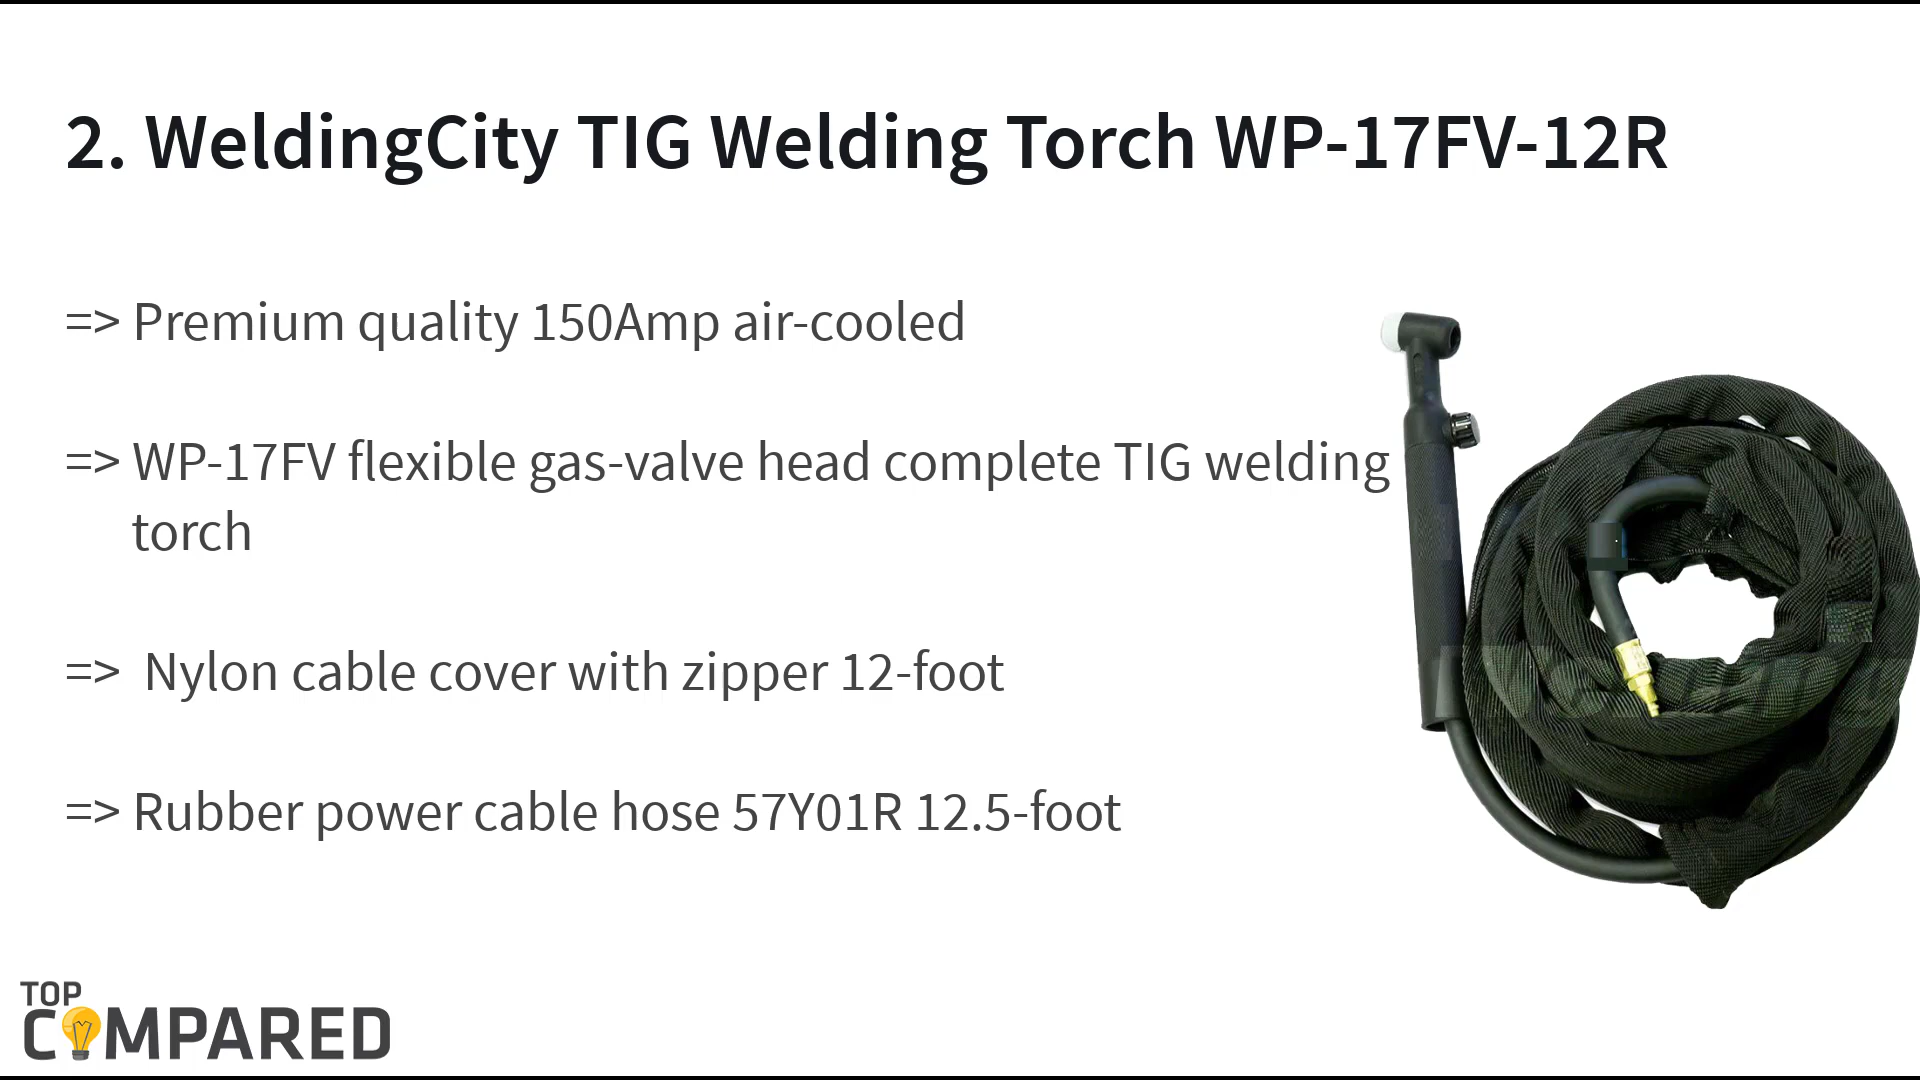 2. WeldingCity TIG Welding Torch WP-17FV-12R
=> Premium quality 150Amp air-cooled
=> WP-17FV flexible gas-valve head complete TIG welding
torch
=> Nylon cable cover with zipper 12-foot
=> Rubber power cable hose 57Y01R 12.5-foot
TOP
COMPARED